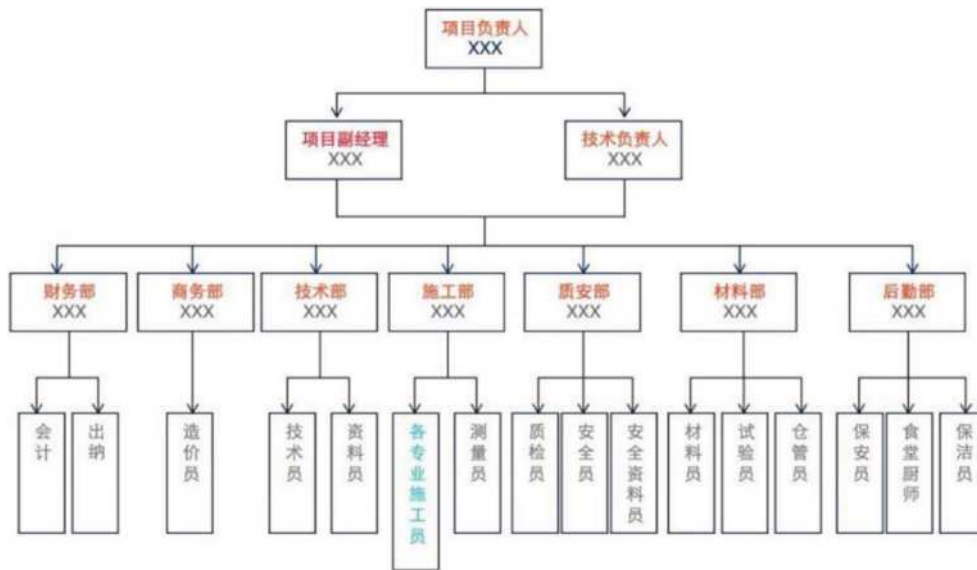 项目负责人
XXX
项目副经理
XXX
技术负责人
XXX
财务部
XXX
商务部
XXX
技术部
XXX
施工部
XXX
质安部
XXX
材料部
XXX
后勤部
XXX
会计
出纳
造价员
技术员
资料员
各专业施工员
测量员
质检员
安全员
安全资料员
材料员
试验员
仓管员
保安员
食堂厨师
保洁员